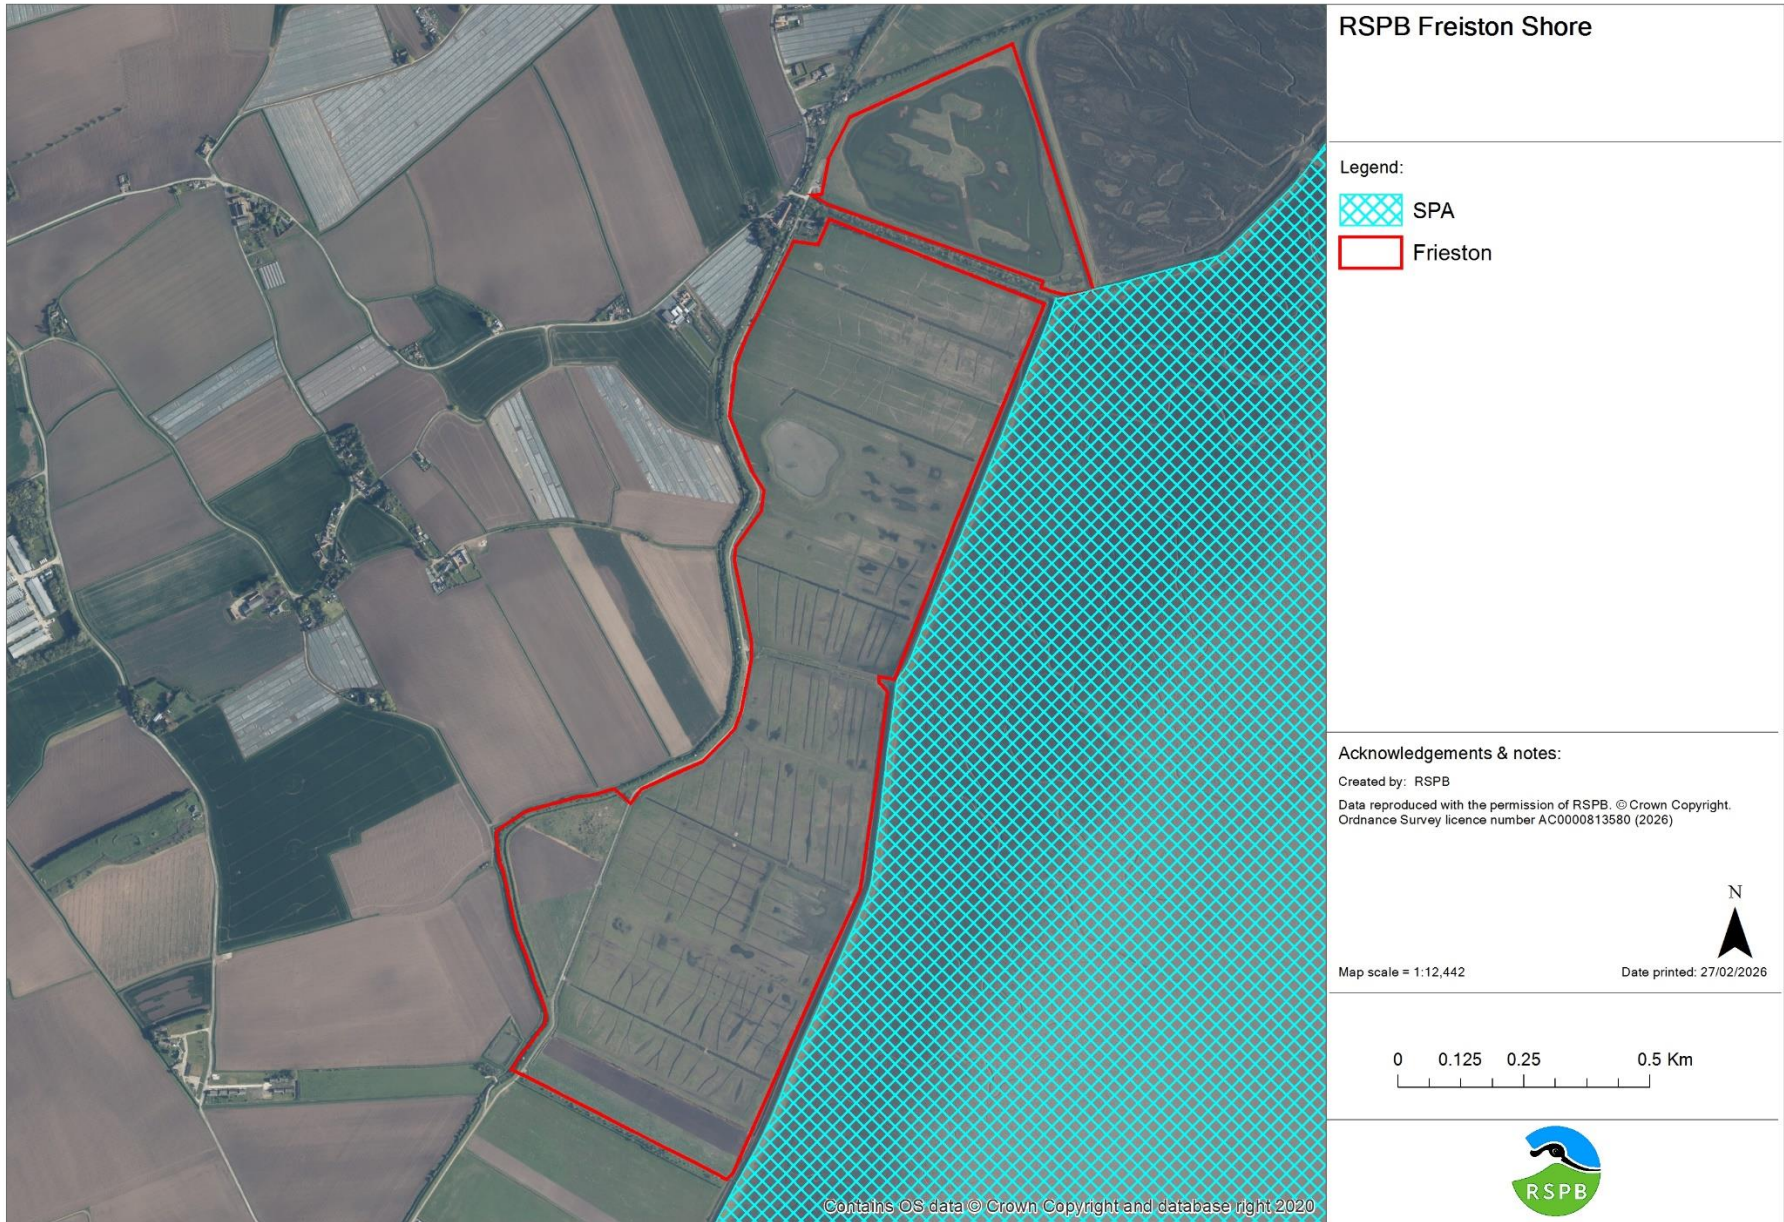 RSPB Freiston Shore
Legend:
SPA
Frieston
Acknowledgements & notes:
Created by: RSPB
Data reproduced with the permission of RSPB. © Crown Copyright.
Ordnance Survey licence number AC0000813580 (2026)
N
Map scale = 1:12,442 Date printed: 27/02/2026
0 0.125 0.25 0.5 Km
RSPB
Contains OS data © Crown Copyright and database right 2020